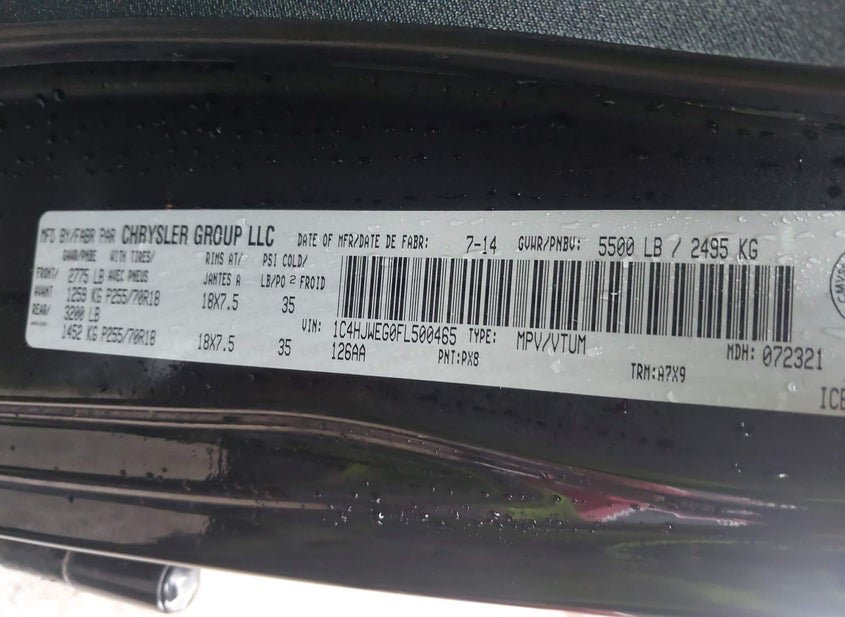 MFD BY/FABR PAR CHRYSLER GROUP LLC DATE OF MFR/DATE DE FABR: 7-14 GVWR/PNBV: 5500 LB / 2495 KG
GAWR/PNBE WITH TIRES/ RIMS AT/ PSI COLD/
FRONT/ 2775 LB AVEC PNEUS JANTES A LB/PO 2 FROID
AVANT 1259 KG P255/70R18 18X7.5 35
REAR/ 3200 LB
1452 KG P255/70R18 18X7.5 35
VIN: 1C4HJWEG0FL500465 TYPE: MPV/VTUM MDH: 072321
126AA PNT:PX8 TRM:A7X9
ICE